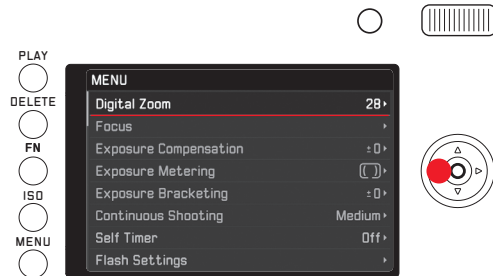 PLAY
DELETE
FN
ISO
MENU
MENU
Digital Zoom 28
Focus
Exposure Compensation ±0
Exposure Metering
Exposure Bracketing ±0
Continuous Shooting Medium
Self Timer Off
Flash Settings